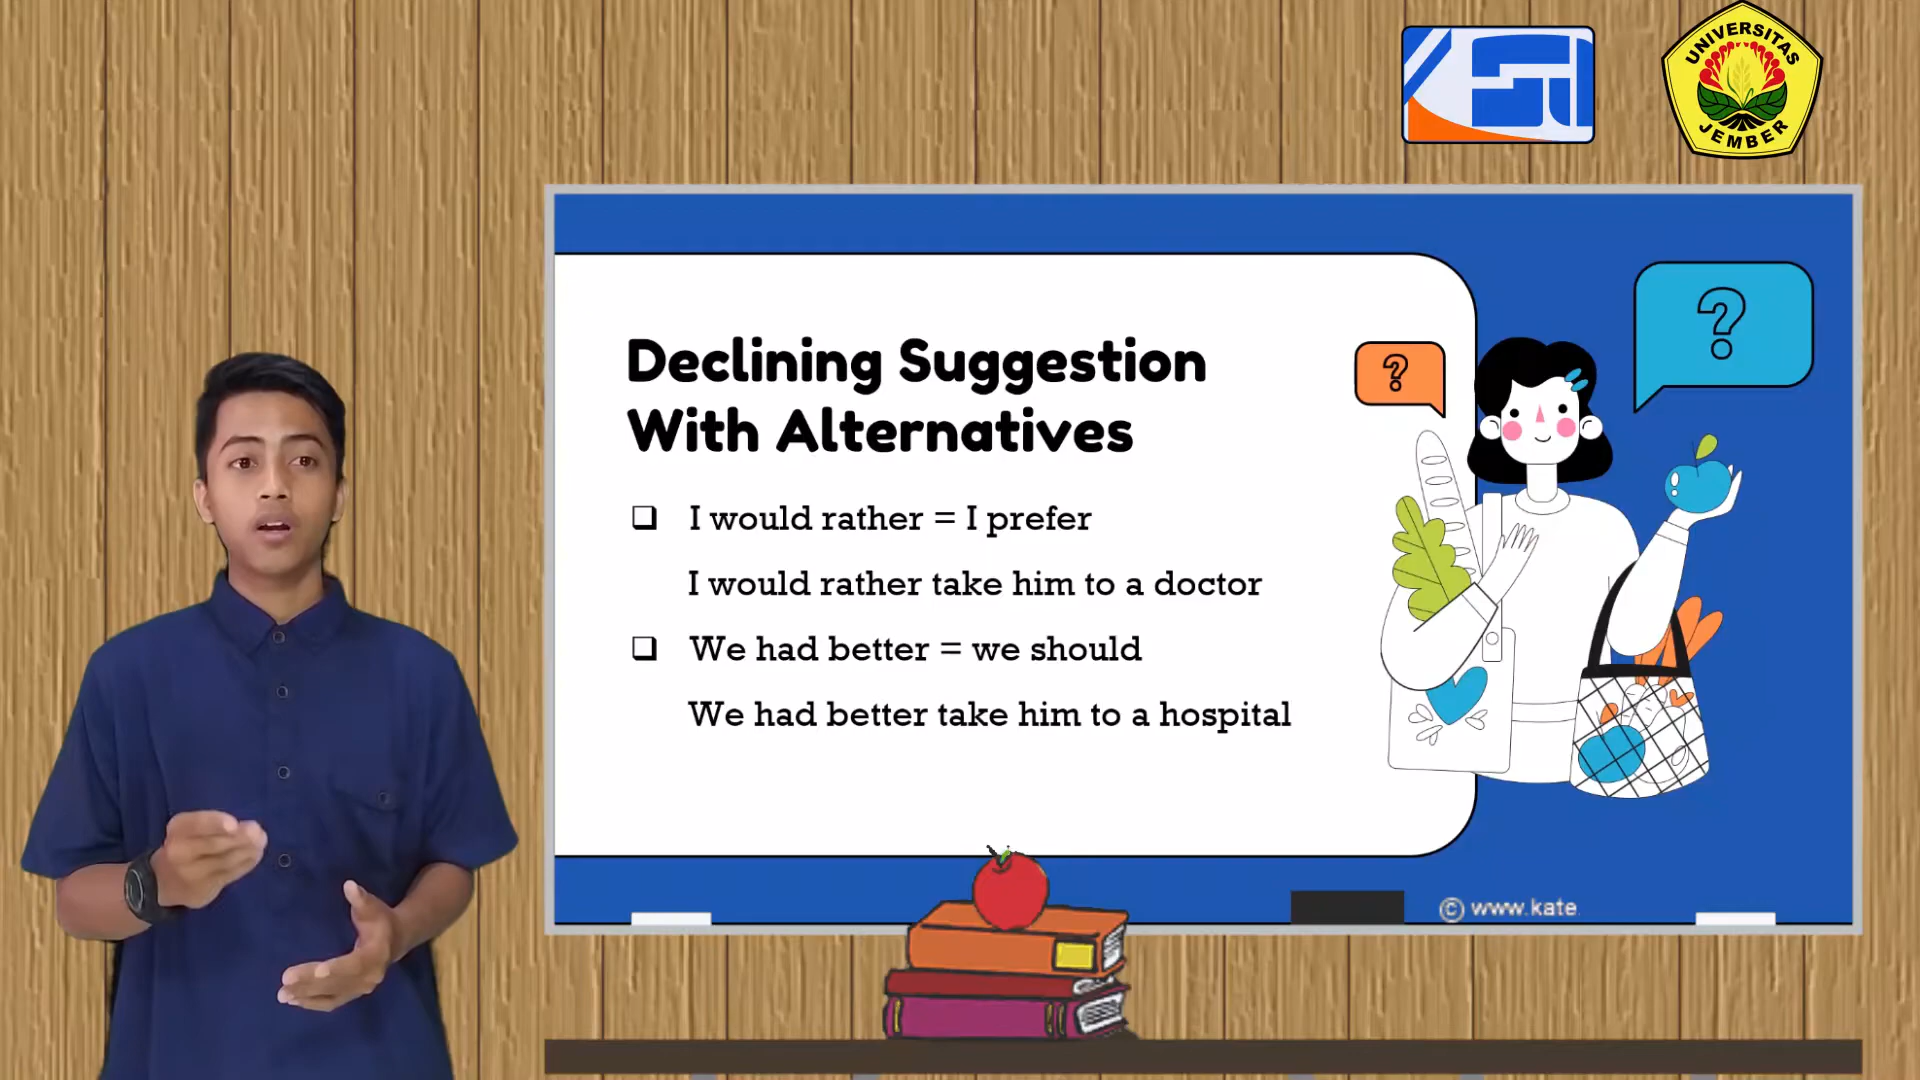 UNIVERSITAS
JEMBER
?
?
Declining Suggestion
With Alternatives
❑ I would rather = I prefer
I would rather take him to a doctor
❑ We had better = we should
We had better take him to a hospital
© www.kate